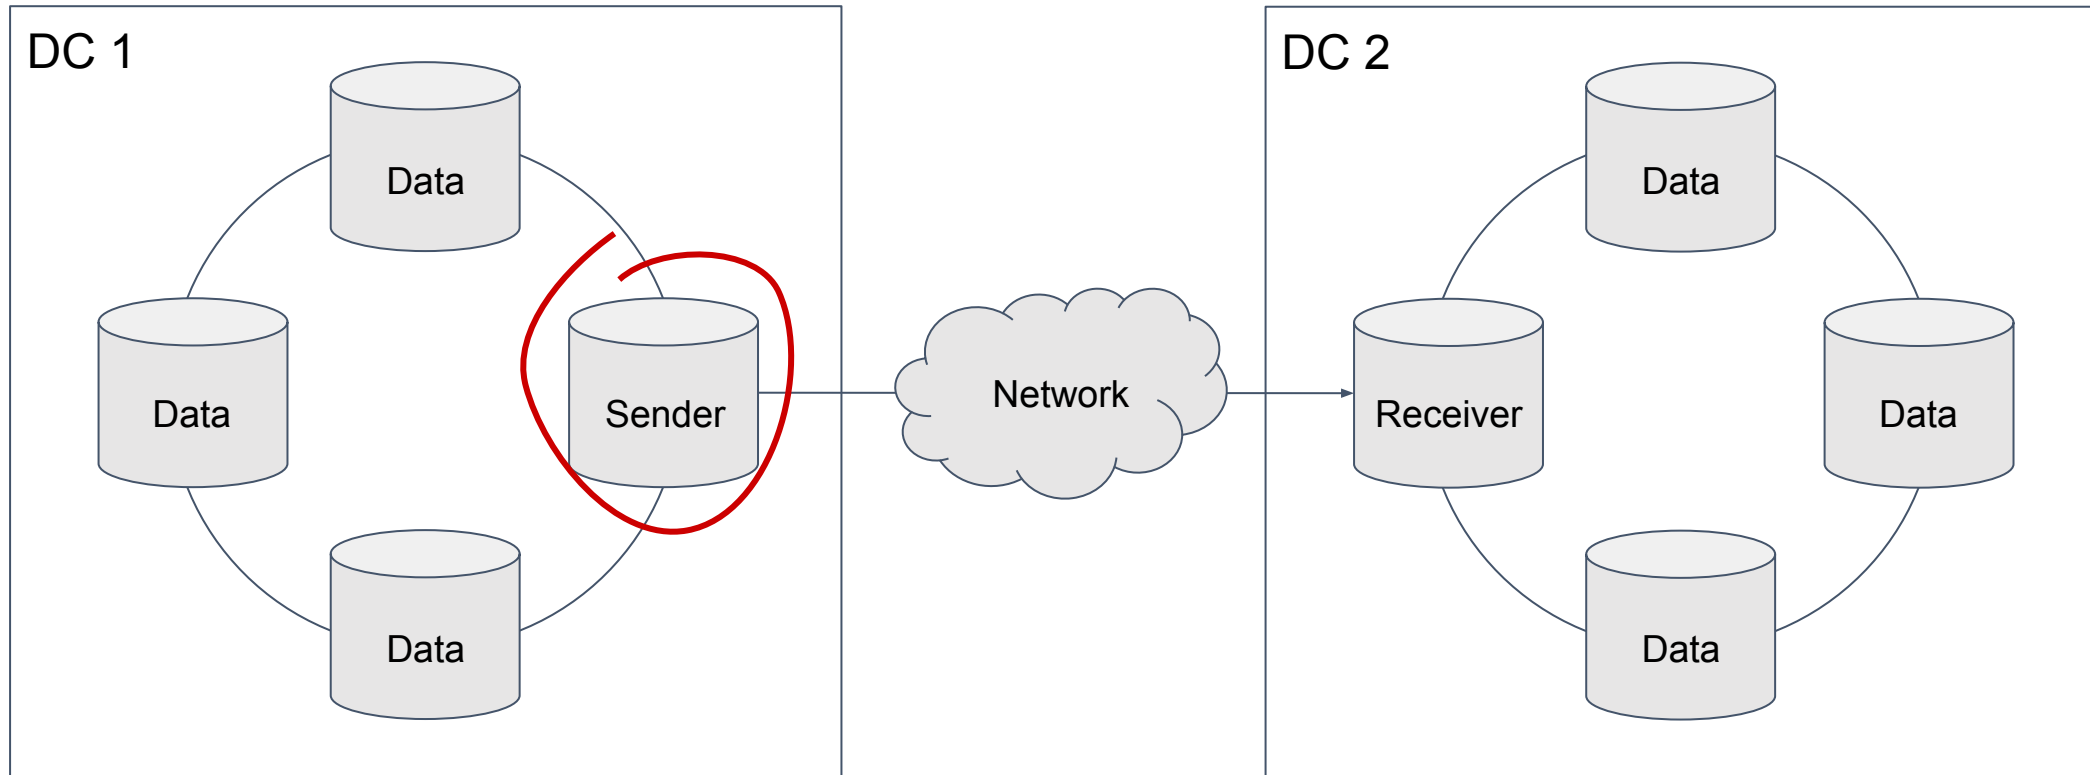 DC 1
Data
Data
Sender
Data
Network
DC 2
Data
Receiver
Data
Data